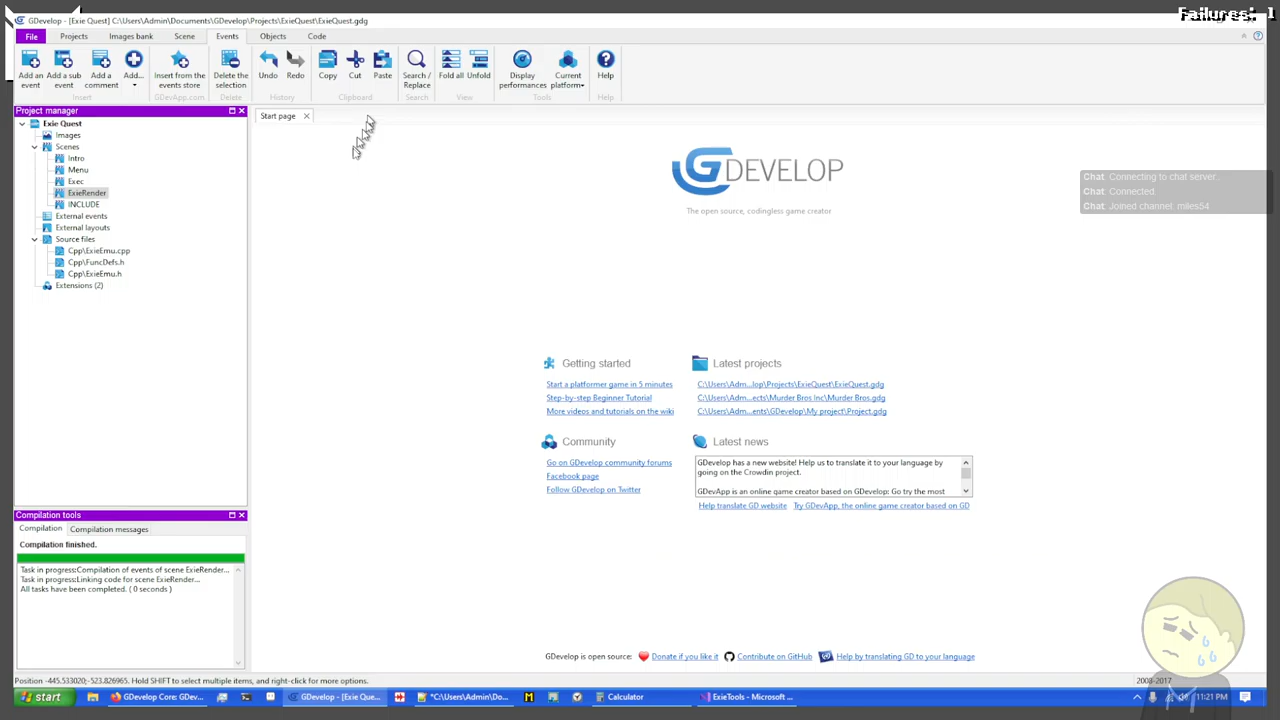 Failures: 1
GDevelop - [Exie Quest] C:\Users\Admin\Documents\GDevelop\Projects\ExieQuest\ExieQuest.gdg
File Projects Images bank Scene Events Objects Code
Add an event
Add a sub event
Add a comment
Add...
Insert from the events store
Delete the selection
Undo Redo
Copy Cut Paste
Search / Replace
Fold all Unfold
Display performances
Current platform
Help
Insert GDevApp.com Delete History Clipboard Search View Tools Help
Project manager
Start page
Exie Quest
Images
Scenes
Intro
Menu
Exec
ExieRender
INCLUDE
External events
External layouts
Source files
Cpp\ExieEmu.cpp
Cpp\FuncDefs.h
Cpp\ExieEmu.h
Extensions (2)
GDEVELOP
The open source, codingless game creator
Chat Connecting to chat server..
Chat Connected
Chat Joined channel: miles54
Getting started
Start a platformer game in 5 minutes
Step-by-step Beginner Tutorial
More videos and tutorials on the wiki
Latest projects
C:\Users\Adm...lop\Projects\ExieQuest\ExieQuest.gdg
C:\Users\Adm...ects\Murder Bros Inc\Murder Bros.gdg
C:\Users\Adm...ents\GDevelop\My project\Project.gdg
Community
Go on GDevelop community forums
Facebook page
Follow GDevelop on Twitter
Latest news
GDevelop has a new website! Help us to translate it to your language by
going on the Crowdin project.
GDevApp is an online game creator based on GDevelop: Go try the most
Help translate GD website Try GDevApp, the online game creator based on GD
Compilation tools
Compilation Compilation messages
Compilation finished.
Task in progress:Compilation of events of scene ExieRender...
Task in progress:Linking code for scene ExieRender...
All tasks have been completed. ( 0 seconds )
GDevelop is open source: Donate if you like it Contribute on GitHub Help by translating GD to your language
Position -445.533020;-523.826965. Hold SHIFT to select multiple items, and right-click for more options.
2008-2017
start
GDevelop Core: GDev...
GDevelop - [Exie Que...
*C:\Users\Admin\Do...
Calculator
ExieTools - Microsoft ...
11:21 PM